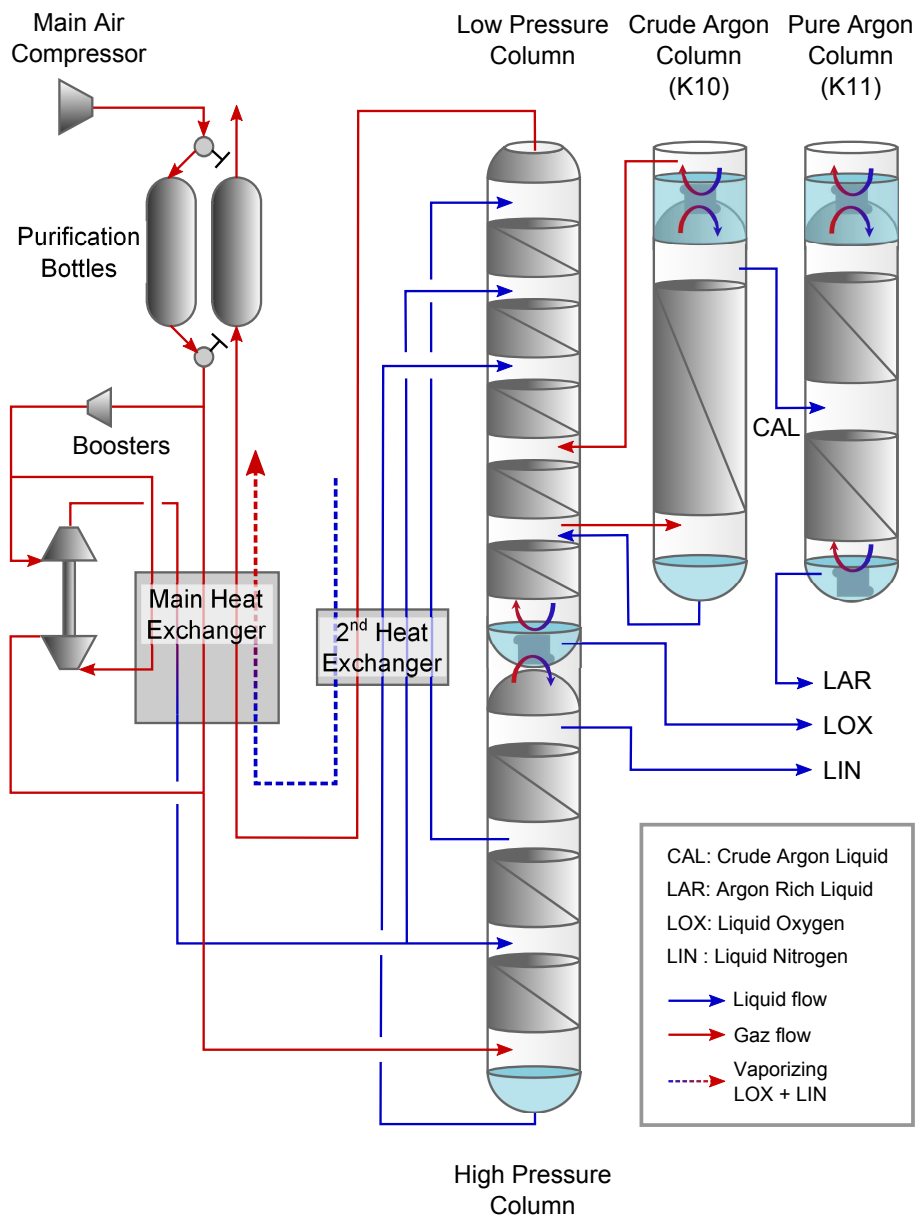 Main Air
Compressor
Low Pressure
Column
Crude Argon
Column
(K10)
Pure Argon
Column
(K11)
Purification
Bottles
Boosters
CAL
Main Heat
Exchanger
2nd Heat
Exchanger
LAR
LOX
LIN
CAL: Crude Argon Liquid
LAR: Argon Rich Liquid
LOX: Liquid Oxygen
LIN : Liquid Nitrogen
Liquid flow
Gaz flow
Vaporizing
LOX + LIN
High Pressure
Column